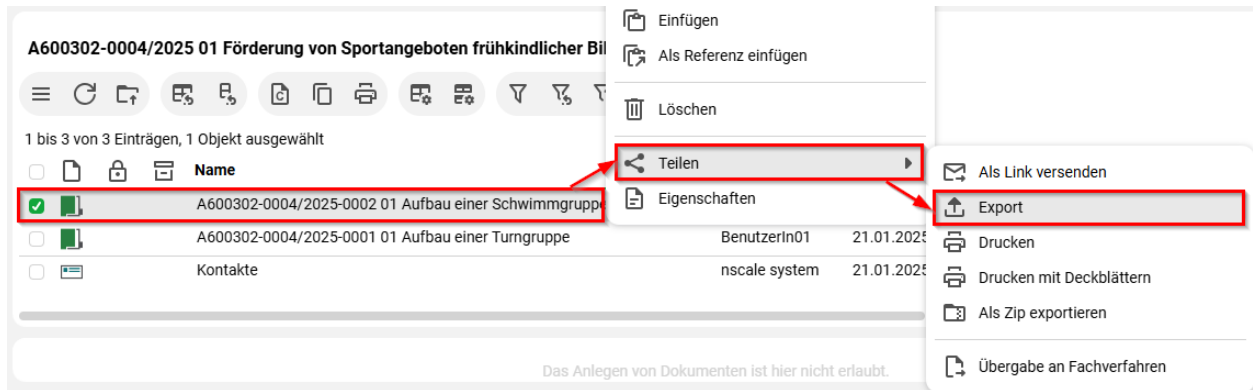 Einfügen
A600302-0004/2025 01 Förderung von Sportangeboten frühkindlicher
Als Referenz einfügen
Löschen
1 bis 3 von 3 Einträgen, 1 Objekt ausgewählt
Teilen
Name
Als Link versenden
Eigenschaften
A600302-0004/2025-0002 01 Aufbau einer Schwimmgruppe
Export
A600302-0004/2025-0001 01 Aufbau einer Turngruppe BenutzerIn01 21.01.2025
Drucken
Kontakte nscale system 21.01.2025
Drucken mit Deckblättern
Als Zip exportieren
Das Anlegen von Dokumenten ist hier nicht erlaubt.
Übergabe an Fachverfahren